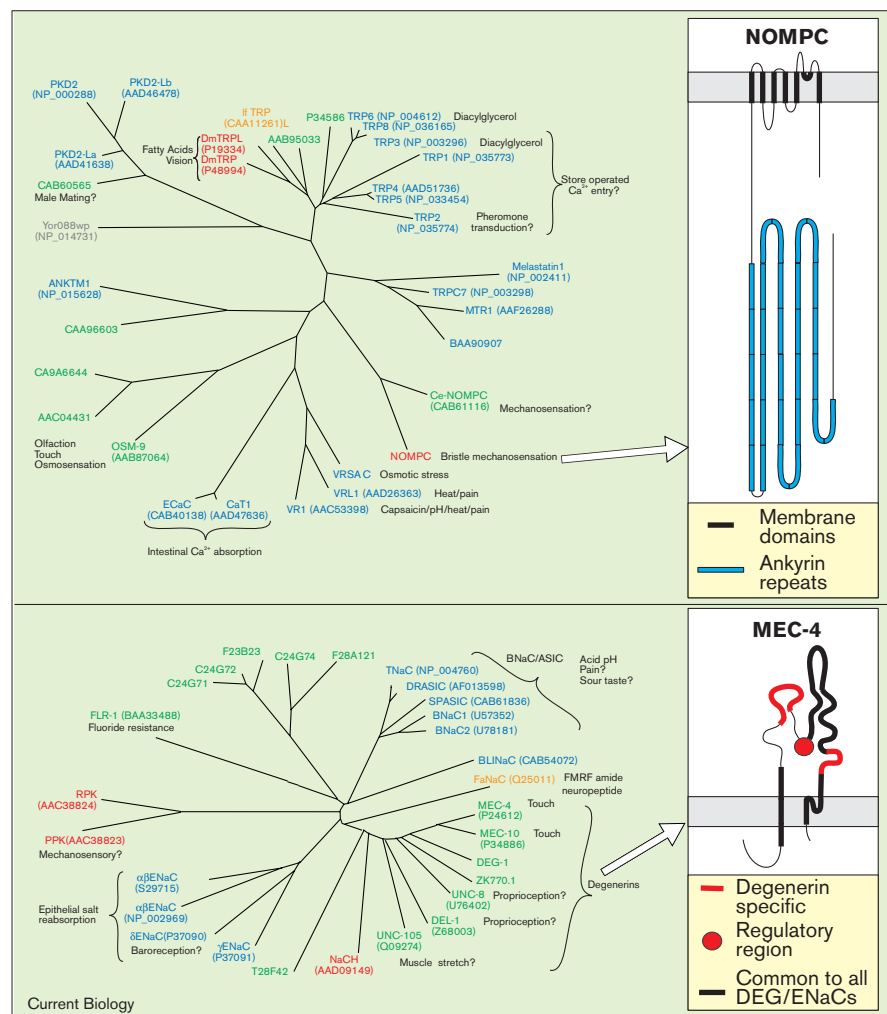 NOMPC
PKD2
(NP_000288)
PKD2-Lb
(AAD46478)
PKD2-La
(AAD41638)
CAB60565
Male Mating?
Yor088wp
(NP_014731)
Fatty Acids
Vision
DmTRPL
(P19334)
DmTRP
(P48994)
lf TRP
(CAA11261)L
AAB95033
P34586
TRP6 (NP_004612)
Diacylglycerol
TRP8 (NP_036165)
TRP3 (NP_003296)
Diacylglycerol
TRP1 (NP_035773)
TRP4 (AAD51736)
TRP5 (NP_033454)
TRP2
(NP_035774)
Pheromone
transduction?
Store operated
Ca2+ entry?
Melastatin1
(NP_002411)
TRPC7 (NP_003298)
MTR1 (AAF26288)
BAA90907
ANKTM1
(NP_015628)
CAA96603
CA9A6644
AAC04431
Olfaction
Touch
Osmosensation
OSM-9
(AAB87064)
Ce-NOMPC
(CAB61116)
Mechanosensation?
NOMPC
Bristle mechanosensation
VRSA C
Osmotic stress
VRL1 (AAD26363)
Heat/pain
VR1 (AAC53398)
Capsaicin/pH/heat/pain
ECaC
(CAB40138)
CaT1
(AAD47636)
Intestinal Ca2+ absorption
Membrane
domains
Ankyrin
repeats
MEC-4
F23B23
C24G72
C24G71
C24G74
F28A121
FLR-1 (BAA33488)
Fluoride resistance
TNaC (NP_004760)
DRASIC (AF013598)
SPASIC (CAB61836)
BNaC1 (U57352)
BNaC2 (U78181)
BNaC/ASIC
Acid pH
Pain?
Sour taste?
BLINaC (CAB54072)
FaNaC (Q25011)
FMRF amide
neuropeptide
RPK
(AAC38824)
PPK(AAC38823)
Mechanosensory?
MEC-4
(P24612)
Touch
MEC-10
(P34886)
Touch
DEG-1
ZK770.1
UNC-8
(U76402)
Proprioception?
DEL-1
(Z68003)
Proprioception?
Degenerins
UNC-105
(Q09274)
Muscle stretch?
NaCH
(AAD09149)
T28F42
Epithelial salt
reabsorption
αβENaC
(S29715)
αβENaC
(NP_002969)
δENaC(P37090)
Baroreception?
γENaC
(P37091)
Degenerin
specific
Regulatory
region
Common to all
DEG/ENaCs
Current Biology